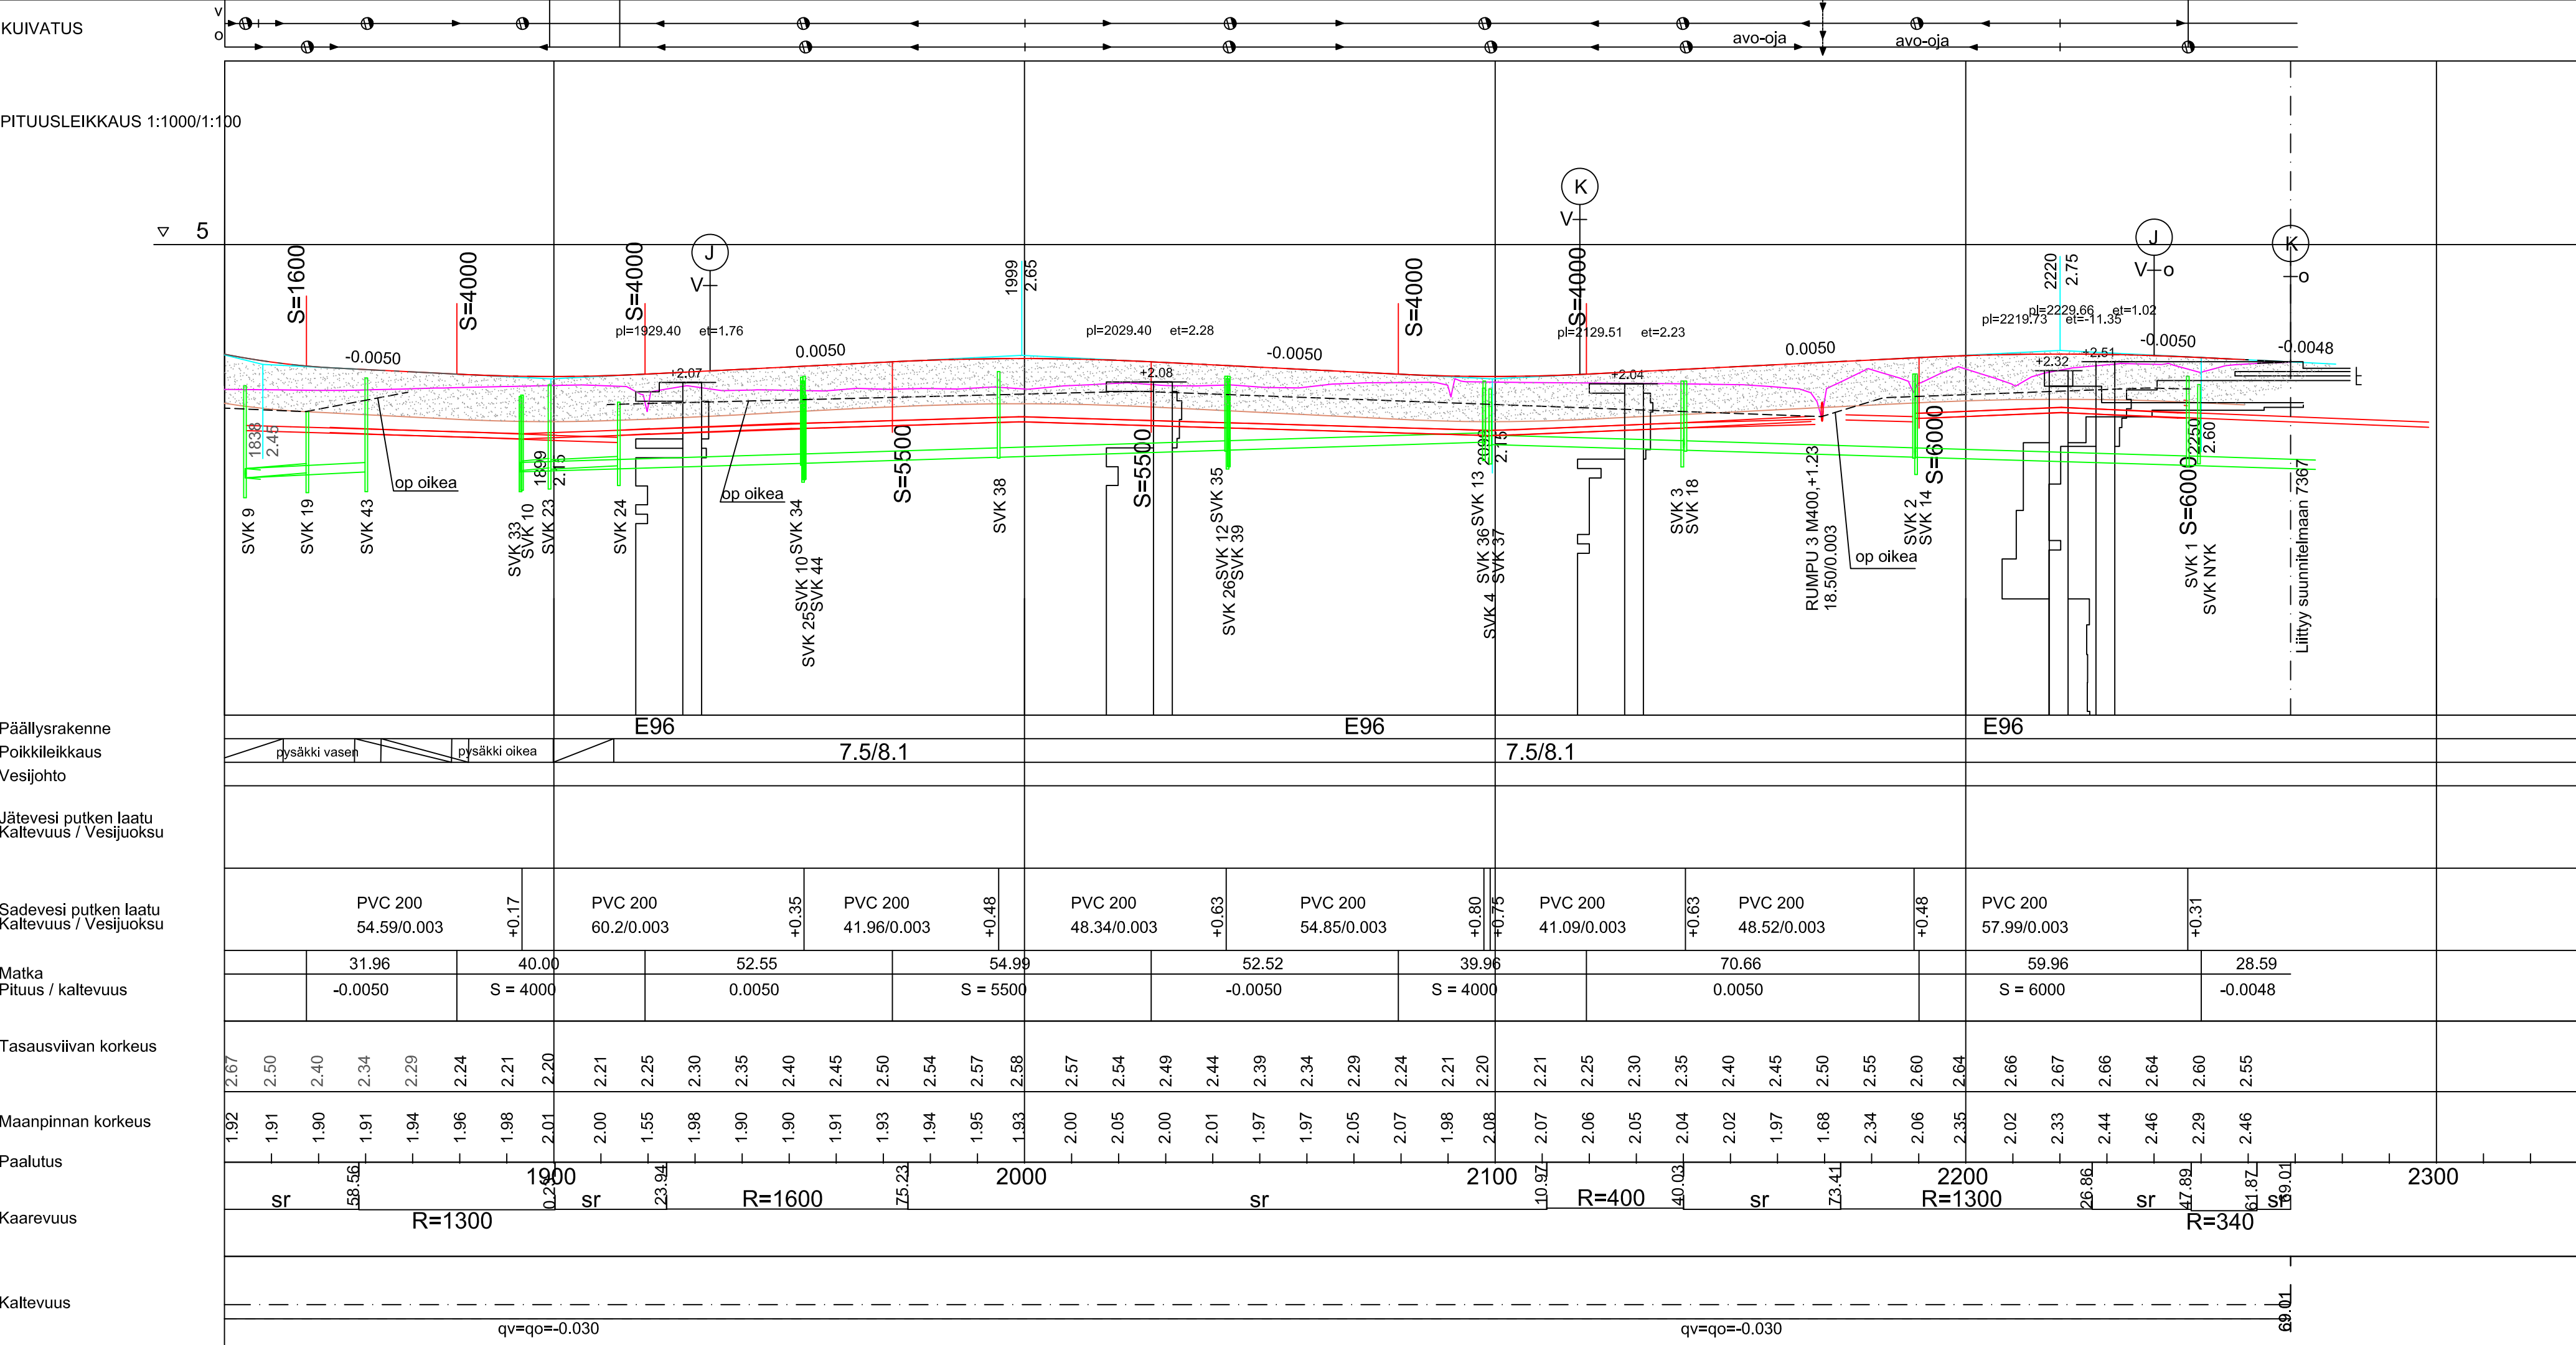 KUIVATUS
v
o
avo-oja
avo-oja
PITUUSLEIKKAUS 1:1000/1:100
5
S=1600
S=4000
S=4000
J
V
1999
2.65
S=4000
K
V
S=4000
2220
2.75
J
V o
K
o
pl=1929.40 et=1.76
pl=2029.40 et=2.28
pl=2129.51 et=2.23
pl=2229.66 et=1.02
pl=2219.73 et=-11.35
-0.0050
0.0050
-0.0050
0.0050
-0.0050
-0.0048
+2.07
+2.08
+2.04
+2.32
+2.51
1838
2.45
op oikea
1899
2.15
op oikea
S=5500
S=5500
2.15
op oikea
S=6000
S=6000
2250
2.60
SVK 9
SVK 19
SVK 43
SVK 33
SVK 10
SVK 23
SVK 24
SVK 34
SVK 10
SVK 44
SVK 25
SVK 38
SVK 35
SVK 12
SVK 39
SVK 26
SVK 13
SVK 36
SVK 37
SVK 4
SVK 3
SVK 18
RUMPU 3 M400,+1.23
18.50/0.003
SVK 2
SVK 14
SVK 1
SVK NYK
Liittyy suunnitelmaan 7367
Päällysrakenne
E96
E96
E96
Poikkileikkaus
pysäkki vasen
pysäkki oikea
7.5/8.1
7.5/8.1
Vesijohto
Jätevesi putken laatu
Kaltevuus / Vesijuoksu
Sadevesi putken laatu
Kaltevuus / Vesijuoksu
PVC 200
54.59/0.003
+0.17
PVC 200
60.2/0.003
+0.35
PVC 200
41.96/0.003
+0.48
PVC 200
48.34/0.003
+0.63
PVC 200
54.85/0.003
+0.80
+0.75
PVC 200
41.09/0.003
+0.63
PVC 200
48.52/0.003
+0.48
PVC 200
57.99/0.003
+0.31
Matka
31.96 40.00 52.55 54.99 52.52 39.96 70.66 59.96 28.59
Pituus / kaltevuus
-0.0050 S = 4000 0.0050 S = 5500 -0.0050 S = 4000 0.0050 S = 6000 -0.0048
Tasausviivan korkeus
2.67 2.50 2.40 2.34 2.29 2.24 2.21 2.20 2.21 2.25 2.30 2.35 2.40 2.45 2.50 2.54 2.57 2.58 2.57 2.54 2.49 2.44 2.39 2.34 2.29 2.24 2.21 2.20 2.21 2.25 2.30 2.35 2.40 2.45 2.50 2.55 2.60 2.64 2.66 2.67 2.66 2.64 2.60 2.55
Maanpinnan korkeus
1.92 1.91 1.90 1.91 1.94 1.96 1.98 2.01 2.00 1.55 1.98 1.90 1.90 1.91 1.93 1.94 1.95 1.93 2.00 2.05 2.00 2.01 1.97 1.97 2.05 2.07 1.98 2.08 2.07 2.06 2.05 2.04 2.02 1.97 1.68 2.34 2.06 2.35 2.02 2.33 2.44 2.46 2.29 2.46
Paalutus
1900 2000 2100 2200 2300
58.56 23.94 75.23 10.97 40.03 73.41 26.86 47.89 61.87 69.01
sr sr R=1600 sr R=400 sr R=1300 sr sr
Kaarevuus
R=1300 R=340
Kaltevuus
69.01
qv=qo=-0.030
qv=qo=-0.030